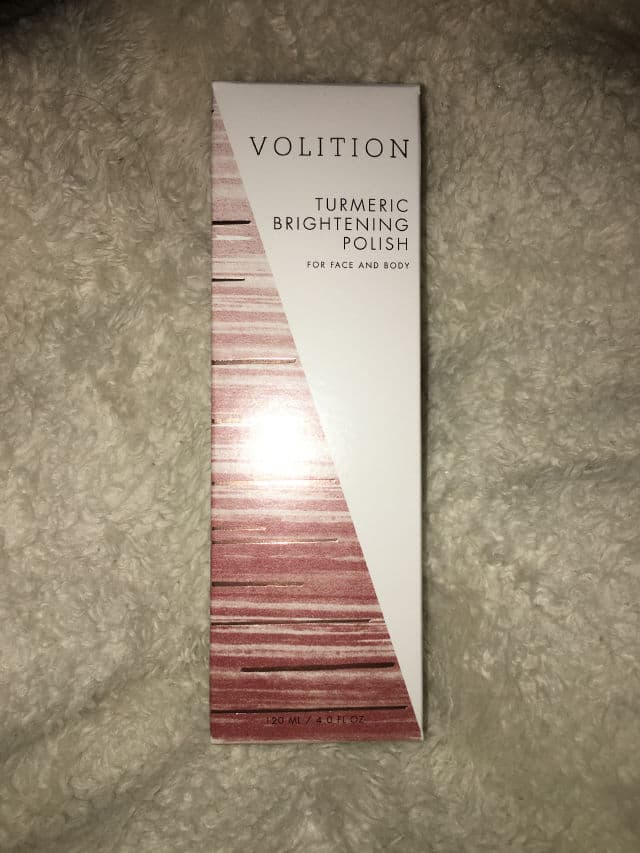 VOLITION
TURMERIC
BRIGHTENING
POLISH
FOR FACE AND BODY
120 ML / 4.0 FL OZ